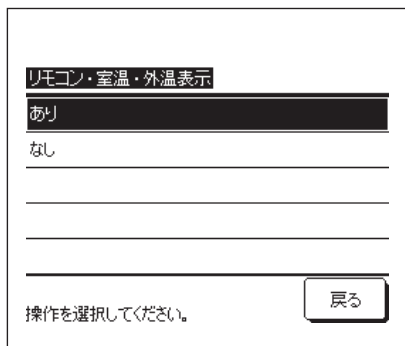 リモコン・室温・外温表示
あり
なし
操作を選択してください。
戻る